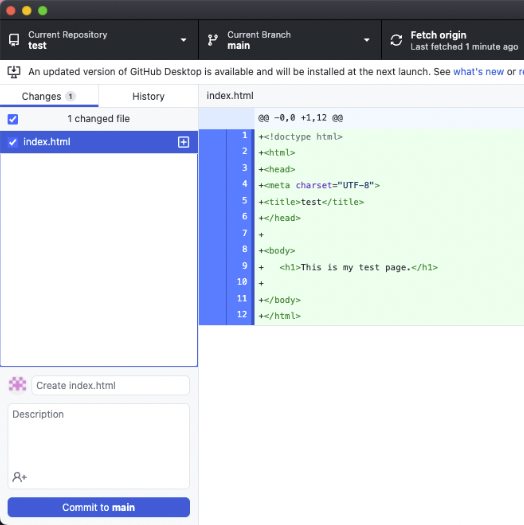 Current Repository
test
Current Branch
main
Fetch origin
Last fetched 1 minute ago
An updated version of GitHub Desktop is available and will be installed at the next launch. See what's new or
Changes 1
History
index.html
1 changed file
index.html
@@ -0,0 +1,12 @@
1 +<!doctype html>
2 +<html>
3 +<head>
4 +<meta charset="UTF-8">
5 +<title>test</title>
6 +</head>
7 +
8 +<body>
9 +   <h1>This is my test page.</h1>
10 +
11 +</body>
12 +</html>
Create index.html
Description
Commit to main